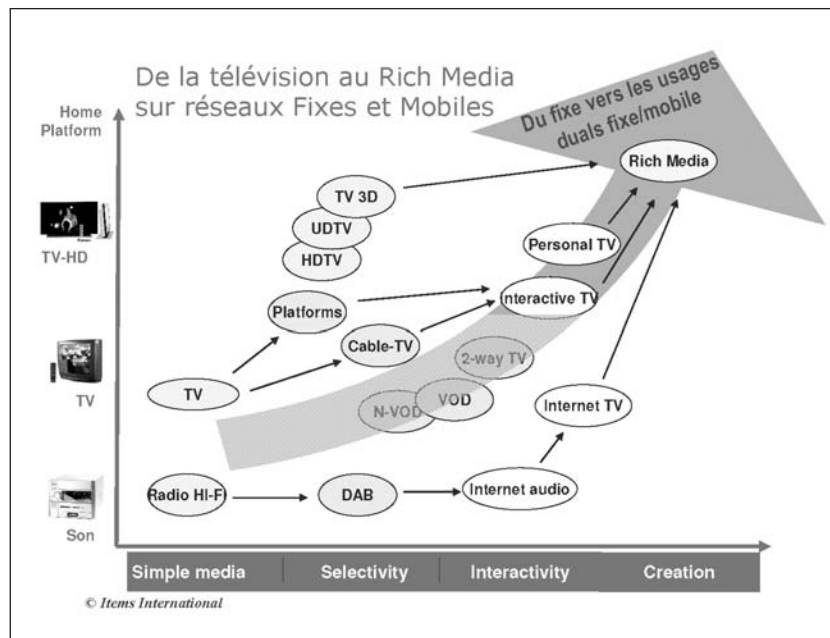 De la télévision au Rich Media
sur réseaux Fixes et Mobiles
Du fixe vers les usages
duals fixe/mobile
Home
Platform
Rich Media
TV 3D
UDTV
HDTV
TV-HD
Personal TV
Interactive TV
Platforms
Cable-TV
2-way TV
TV
TV
N-VOD
VOD
Internet TV
Radio HI-FI
DAB
Internet audio
Son
Simple media
Selectivity
Interactivity
Creation
© Items International